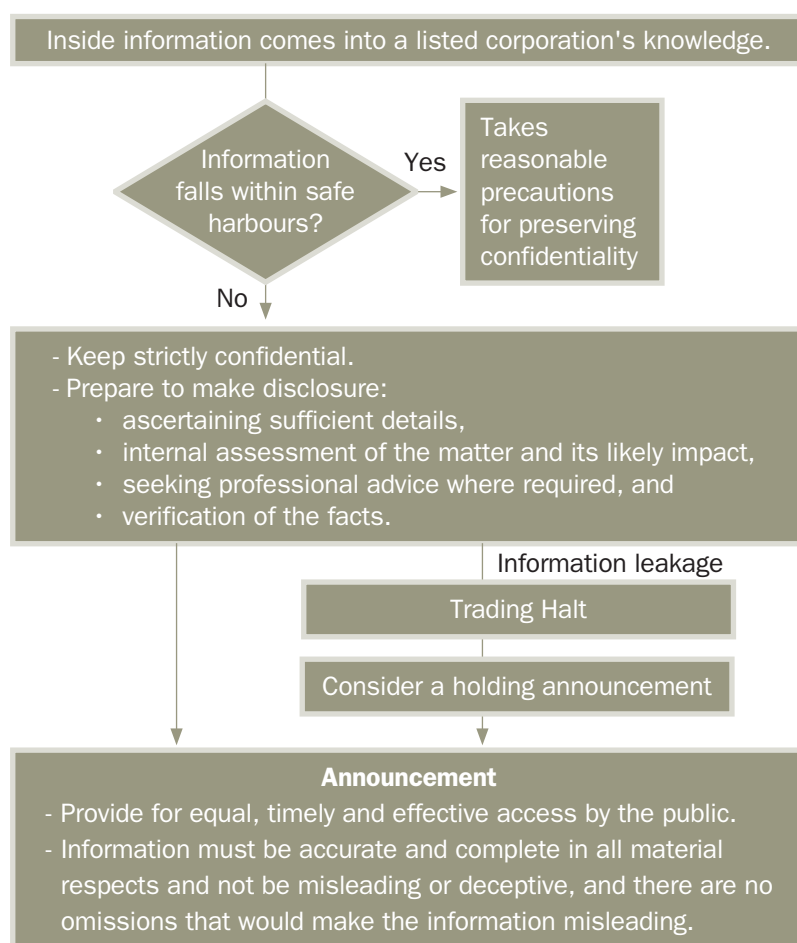 Inside information comes into a listed corporation's knowledge.
Information
falls within safe
harbours?
Yes
Takes
reasonable
precautions
for preserving
confidentiality
No
- Keep strictly confidential.
- Prepare to make disclosure:
• ascertaining sufficient details,
• internal assessment of the matter and its likely impact,
• seeking professional advice where required, and
• verification of the facts.
Information leakage
Trading Halt
Consider a holding announcement
Announcement
- Provide for equal, timely and effective access by the public.
- Information must be accurate and complete in all material
respects and not be misleading or deceptive, and there are no
omissions that would make the information misleading.